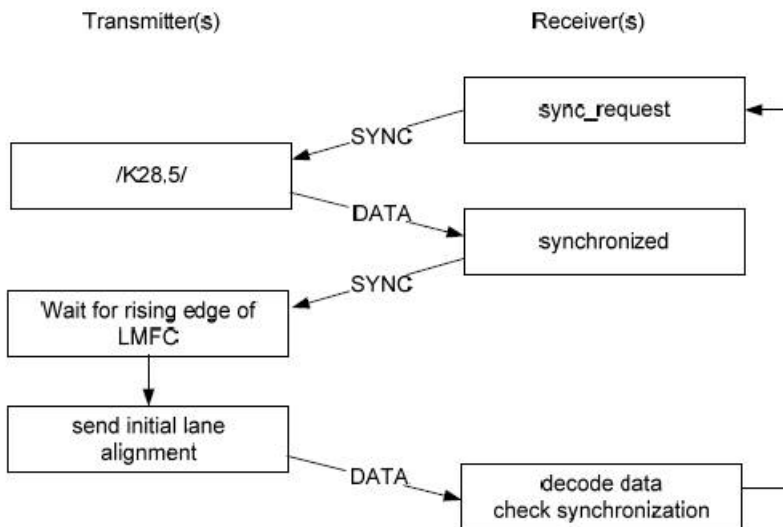 Transmitter(s) Receiver(s)
sync_request
SYNC
/K28,5/
DATA
synchronized
SYNC
Wait for rising edge of
LMFC
send initial lane
alignment
DATA
decode data
check synchronization